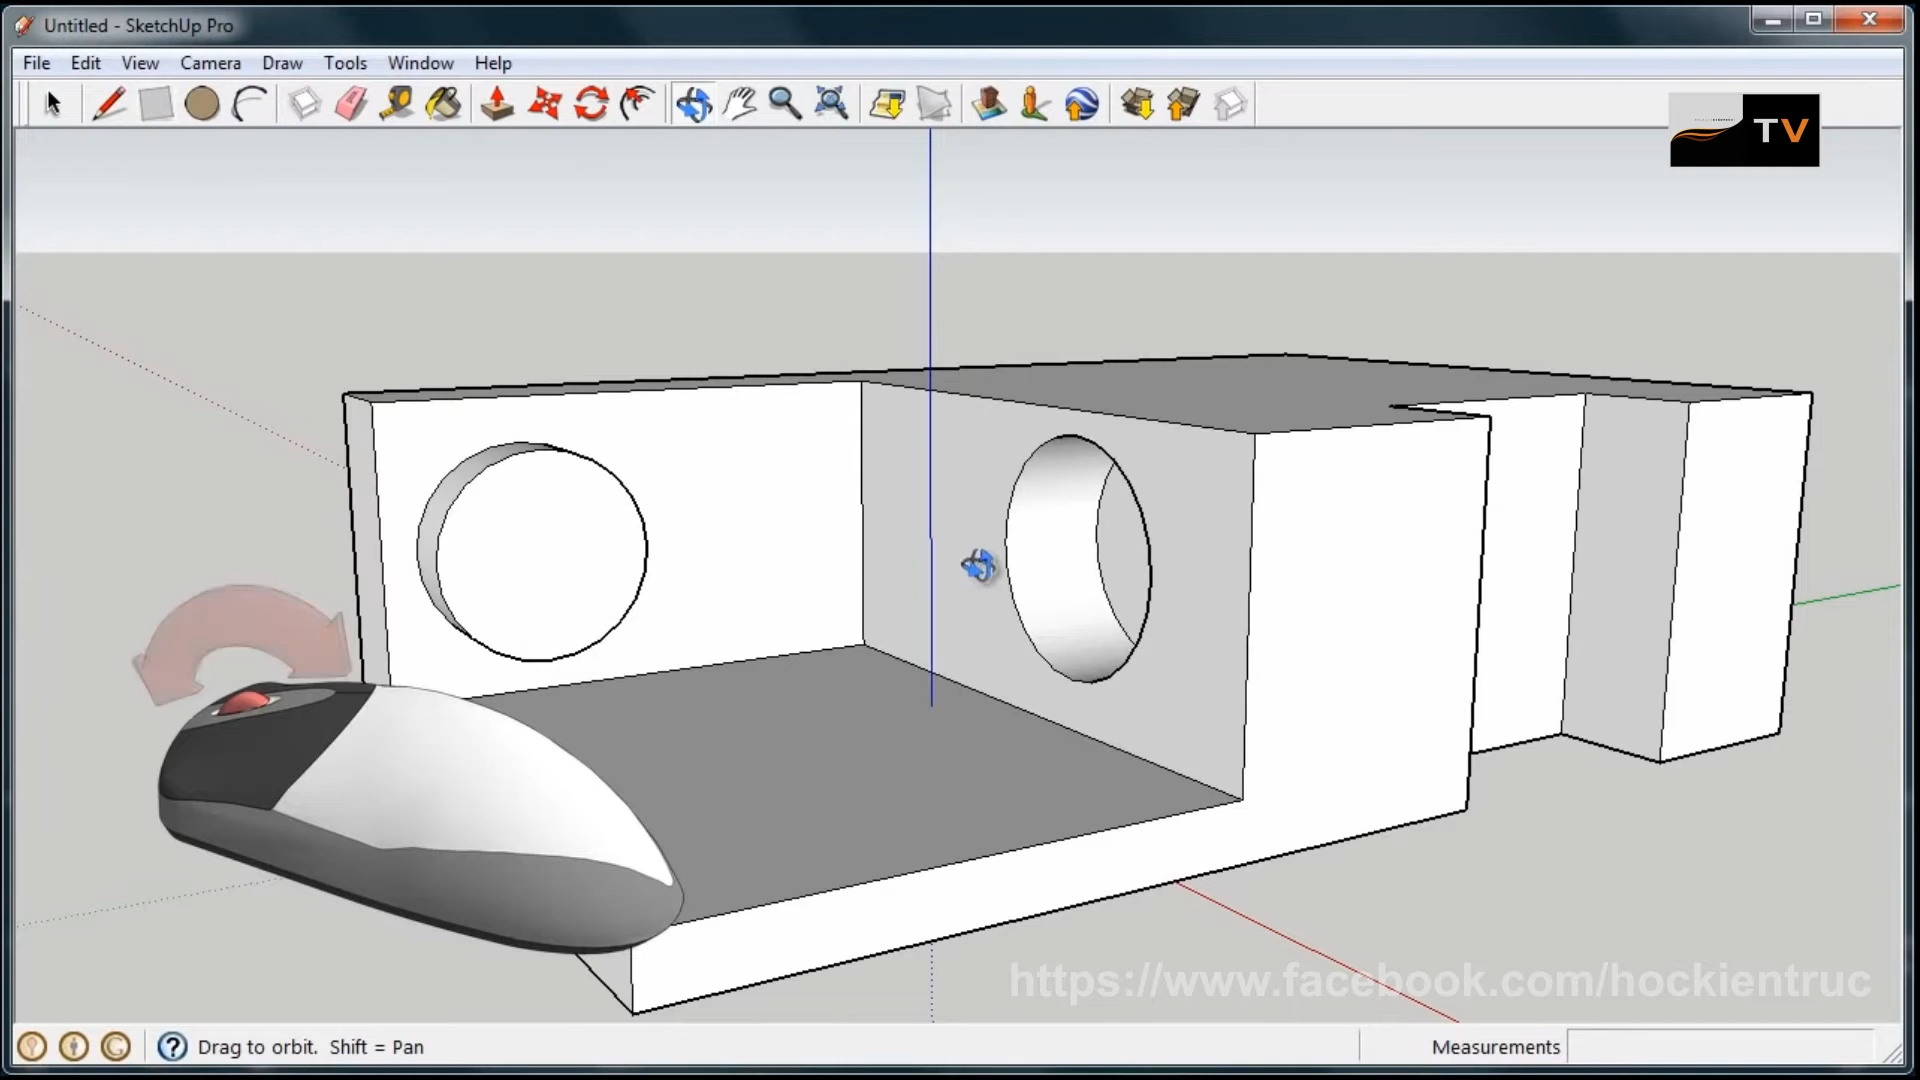 Untitled - SketchUp Pro
File Edit View Camera Draw Tools Window Help
TV
https://www.facebook.com/hockientruc
Drag to orbit. Shift = Pan
Measurements